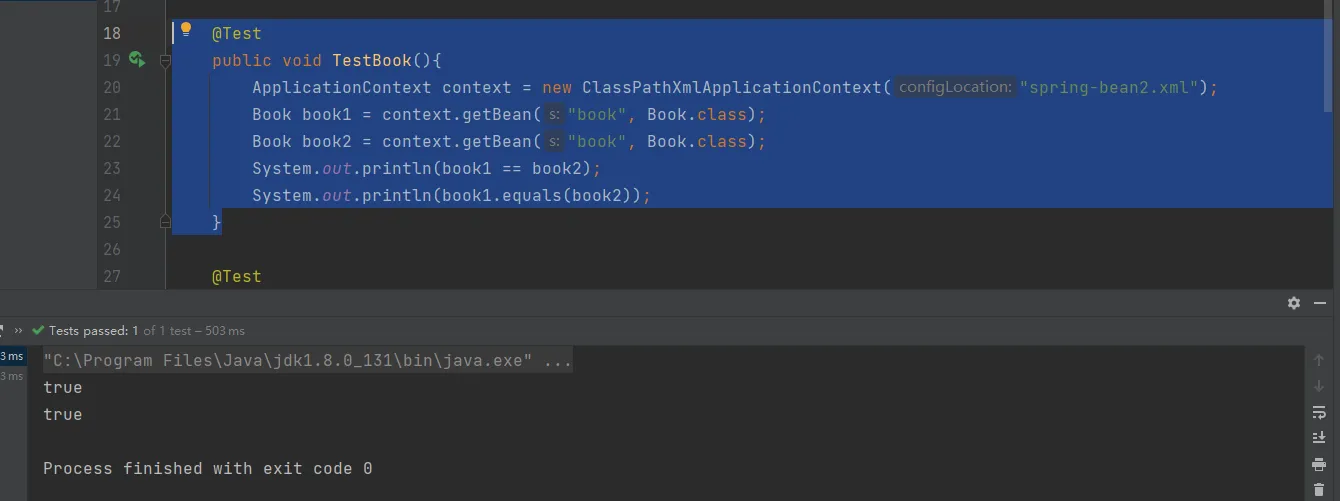 17
18 @Test
19 public void TestBook(){
20 ApplicationContext context = new ClassPathXmlApplicationContext( configLocation: "spring-bean2.xml");
21 Book book1 = context.getBean( s: "book", Book.class);
22 Book book2 = context.getBean( s: "book", Book.class);
23 System.out.println(book1 == book2);
24 System.out.println(book1.equals(book2));
25 }
26
27 @Test
» Tests passed: 1 of 1 test – 503 ms
3 ms "C:\Program Files\Java\jdk1.8.0_131\bin\java.exe" ...
3 ms
true
true
Process finished with exit code 0